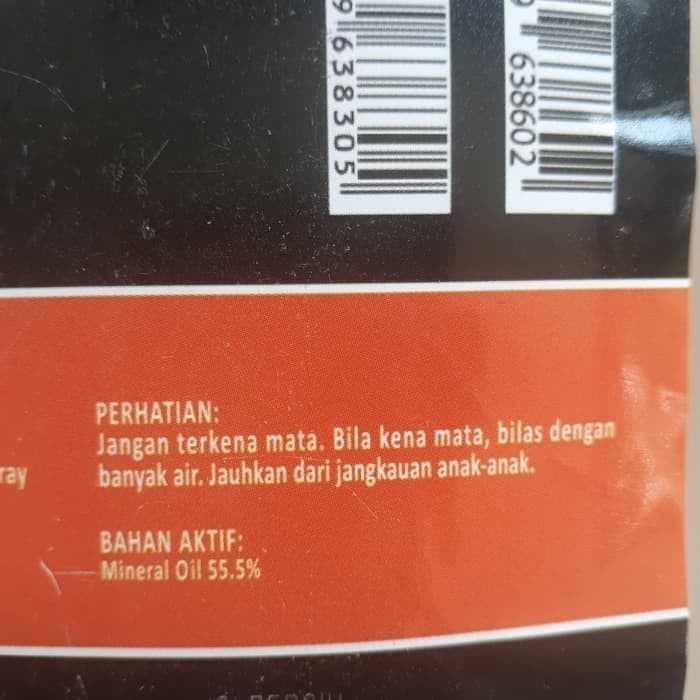 9 638305
638602
PERHATIAN:
Jangan terkena mata. Bila kena mata, bilas dengan
banyak air. Jauhkan dari jangkauan anak-anak.
ray
BAHAN AKTIF:
Mineral Oil 55.5%